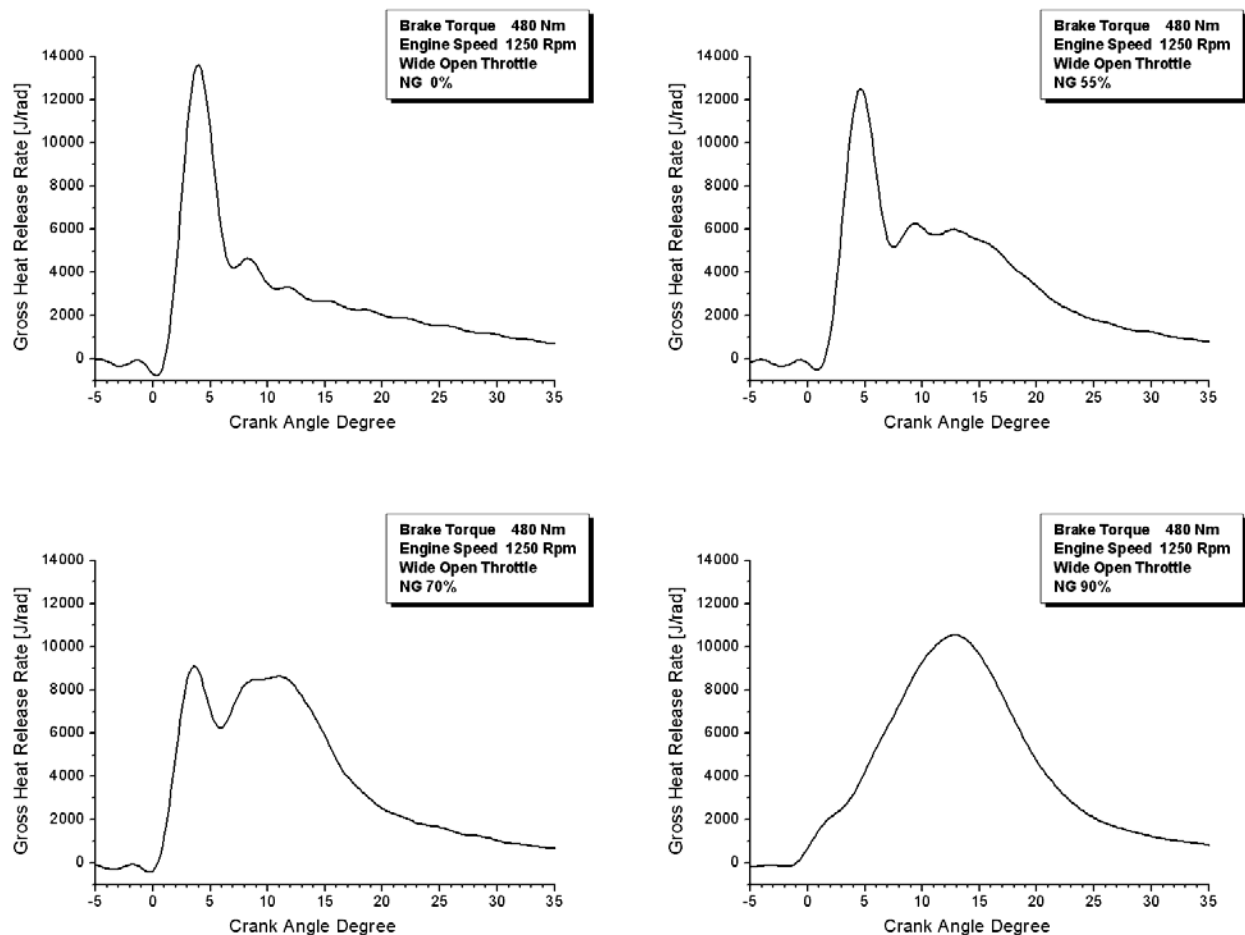 Brake Torque 480 Nm
Engine Speed 1250 Rpm
Wide Open Throttle
NG 0%
14000
12000
10000
8000
6000
4000
2000
0
Gross Heat Release Rate [J/rad]
-5 0 5 10 15 20 25 30 35
Crank Angle Degree
Brake Torque 480 Nm
Engine Speed 1250 Rpm
Wide Open Throttle
NG 55%
14000
12000
10000
8000
6000
4000
2000
0
Gross Heat Release Rate [J/rad]
-5 0 5 10 15 20 25 30 35
Crank Angle Degree
Brake Torque 480 Nm
Engine Speed 1250 Rpm
Wide Open Throttle
NG 70%
14000
12000
10000
8000
6000
4000
2000
0
Gross Heat Release Rate [J/rad]
-5 0 5 10 15 20 25 30 35
Crank Angle Degree
Brake Torque 480 Nm
Engine Speed 1250 Rpm
Wide Open Throttle
NG 90%
14000
12000
10000
8000
6000
4000
2000
0
Gross Heat Release Rate [J/rad]
-5 0 5 10 15 20 25 30 35
Crank Angle Degree